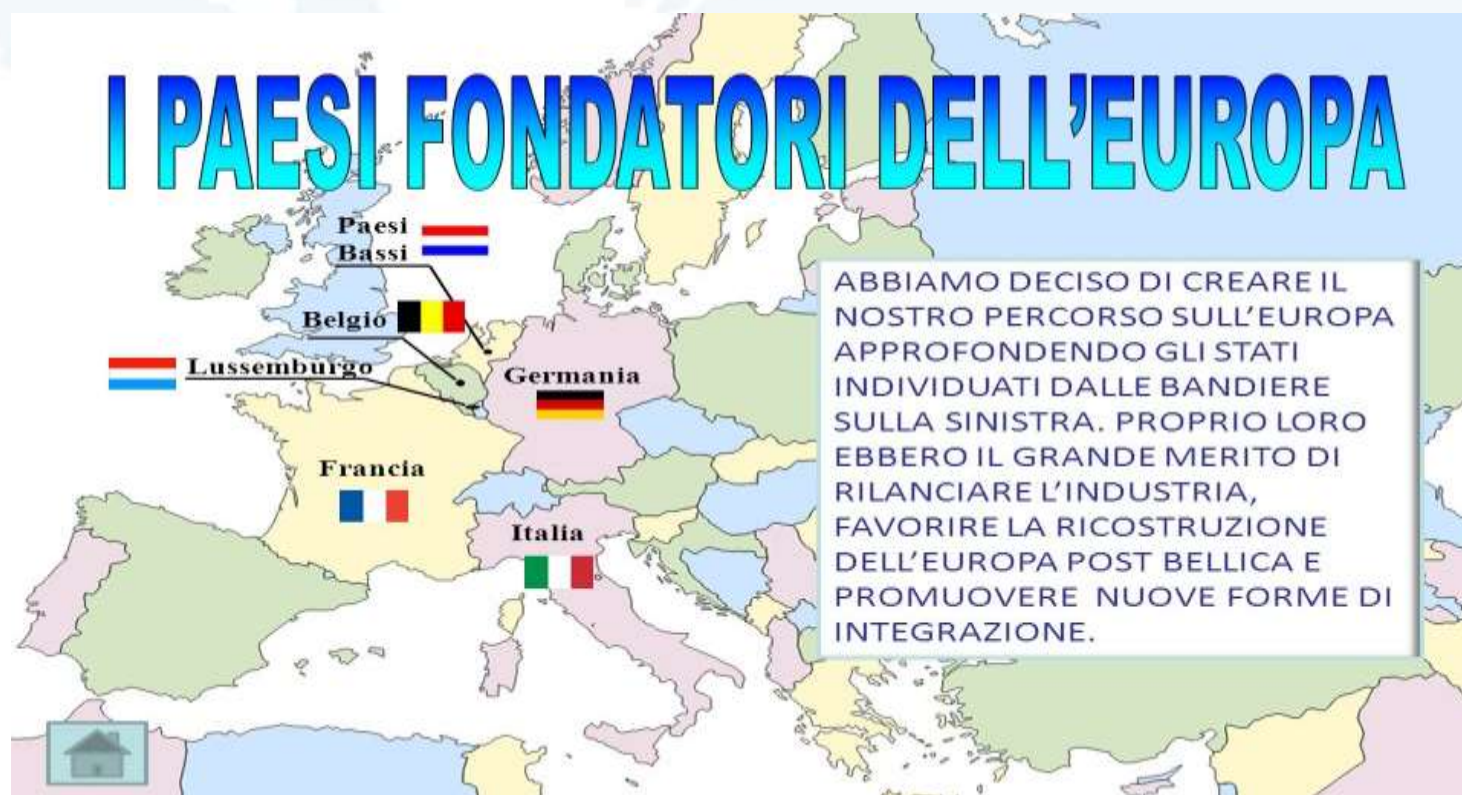 I PAESI FONDATORI DELL'EUROPA
Paesi
Bassi
Belgio
Lussemburgo
Germania
Francia
Italia
ABBIAMO DECISO DI CREARE IL
NOSTRO PERCORSO SULL'EUROPA
APPROFONDENDO GLI STATI
INDIVIDUATI DALLE BANDIERE
SULLA SINISTRA. PROPRIO LORO
EBBERO IL GRANDE MERITO DI
RILANCIARE L'INDUSTRIA,
FAVORIRE LA RICOSTRUZIONE
DELL'EUROPA POST BELLICA E
PROMUOVERE NUOVE FORME DI
INTEGRAZIONE.